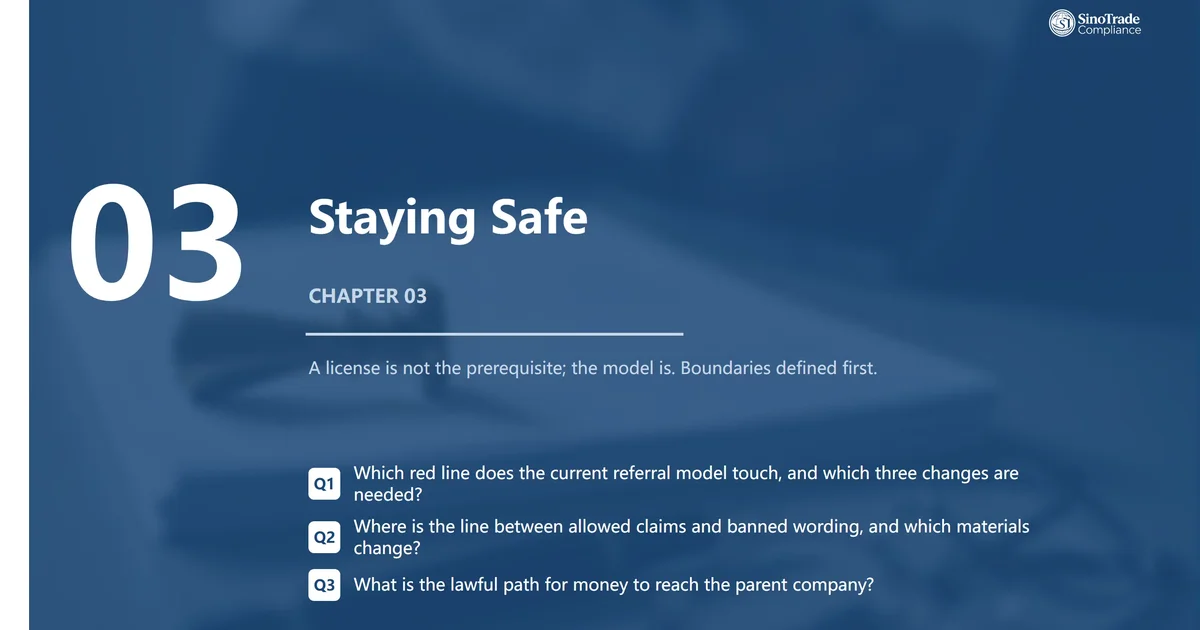 SinoTrade
Compliance
03
Staying Safe
CHAPTER 03
A license is not the prerequisite; the model is. Boundaries defined first.
Q1
Which red line does the current referral model touch, and which three changes are
needed?
Q2
Where is the line between allowed claims and banned wording, and which materials
change?
Q3
What is the lawful path for money to reach the parent company?